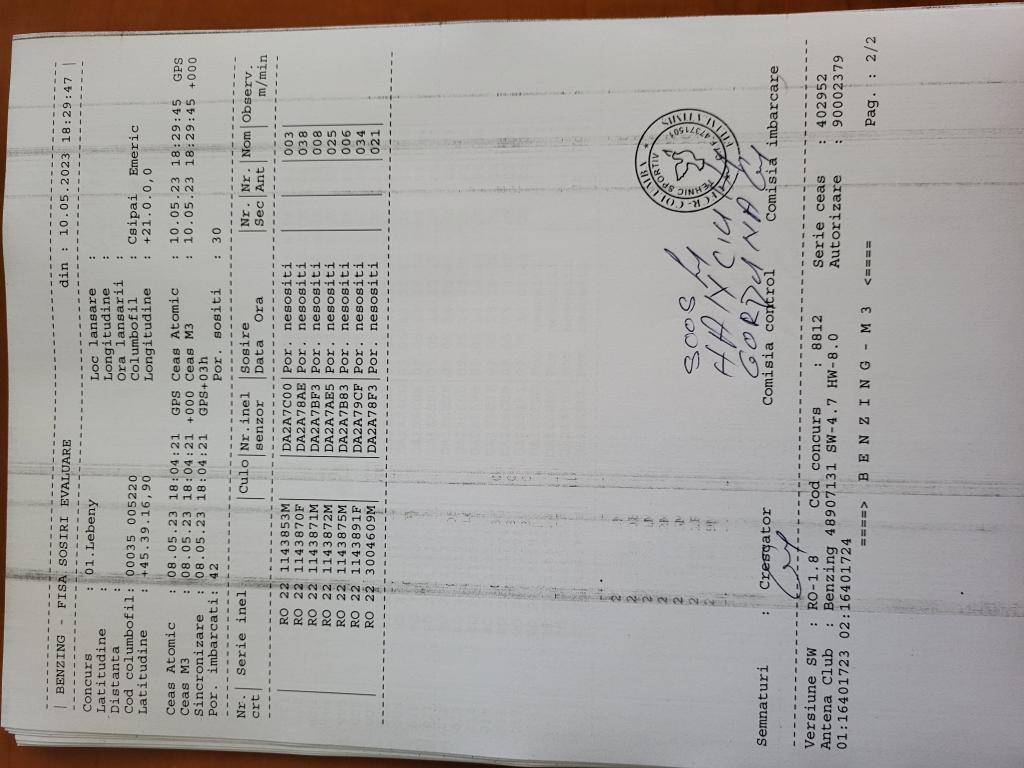 | BENZING - FISA SOSIRI EVALUARE din : 10.05.2023 18:29:47 |
Concurs : 01.Lebeny Loc lansare :
Latitudine : Longitudine :
Distanta : Ora lansarii :
Cod columbofil: 00035 005220 Columbofil : Csipai Emeric
Latitudine : +45.39.16,90 Longitudine : +21.0.0,0
Ceas Atomic : 08.05.23 18:04:21 GPS Ceas Atomic : 10.05.23 18:29:45 GPS
Ceas M3 : 08.05.23 18:04:21 +000 Ceas M3 : 10.05.23 18:29:45 +000
Sincronizare : 08.05.23 18:04:21 GPS+03h
Por. imbarcati: 42 Por. sositi : 30
Nr.| Serie inel |Culo|Nr.inel |Sosire |Nr.|Nr.|Nom|Observ.
crt| | |senzor |Data Ora |Sec|Ant| | m/min
RO 22 1143853M DA2A7C00 Por. nesositi 003
RO 22 1143870F DA2A78AE Por. nesositi 038
RO 22 1143871M DA2A7BF3 Por. nesositi 008
RO 22 1143872M DA2A7AE5 Por. nesositi 025
RO 22 1143875M DA2A7B83 Por. nesositi 006
RO 22 1143891F DA2A79CF Por. nesositi 034
RO 22 3004609M DA2A78F3 Por. nesositi 021
SOOS
HANCIU
GORDUNA
COLUMBA
TEHNIC SPORTIV
47371509
Semnaturi : Crescator Comisia control Comisia imbarcare
Versiune SW : RO-1.8 Cod concurs : 8812 Serie ceas : 402952
Antena Club : Benzing 48907131 SW-4.7 HW-8.0 Autorizare : 90002379
01:16401723 02:16401724
====> B E N Z I N G - M 3 <====
Pag. : 2/2